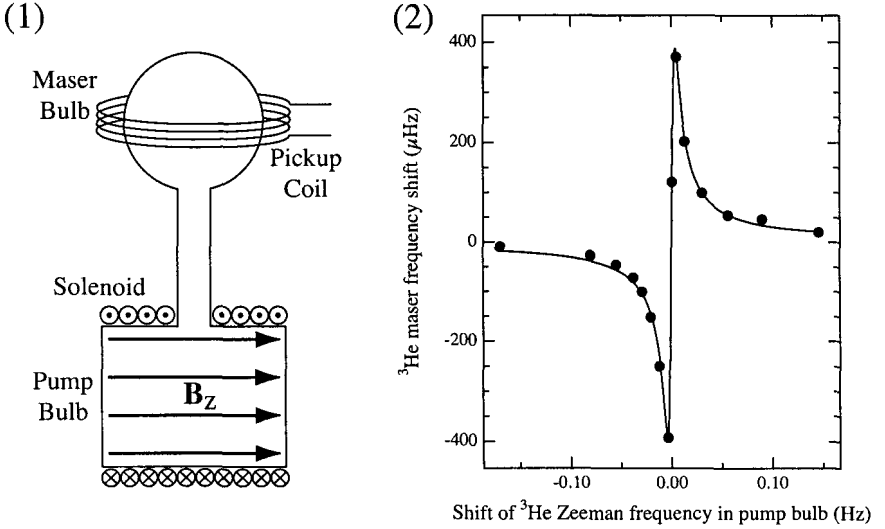 (1)
Maser
Bulb
Pickup
Coil
Solenoid
Pump
Bulb
B_Z
(2)
³He maser frequency shift (μHz)
400
200
0
-200
-400
-0.10
0.00
0.10
Shift of ³He Zeeman frequency in pump bulb (Hz)